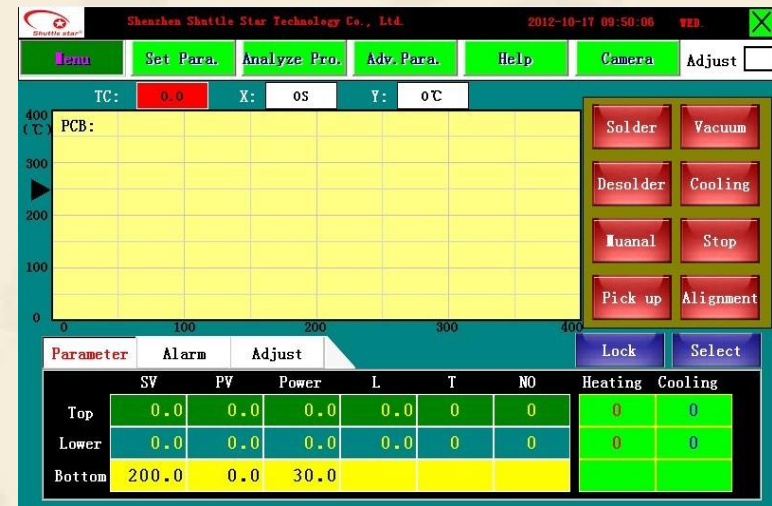 Shuttle star®
Shenzhen Shuttle Star Technology Co., Ltd. 2012-10-17 09:50:06 WED.
Menu Set Para. Analyze Pro. Adv.Para. Help Camera Adjust
TC: 0.0 X: 0S Y: 0℃
400
(℃) PCB:
300
200
100
0
0 100 200 300 400
Solder Vacuum
Desolder Cooling
Muanal Stop
Pick up Alignment
Lock Select
Parameter Alarm Adjust
SV PV Power L T NO Heating Cooling
Top 0.0 0.0 0.0 0.0 0 0 0 0
Lower 0.0 0.0 0.0 0.0 0 0 0 0
Bottom 200.0 0.0 30.0